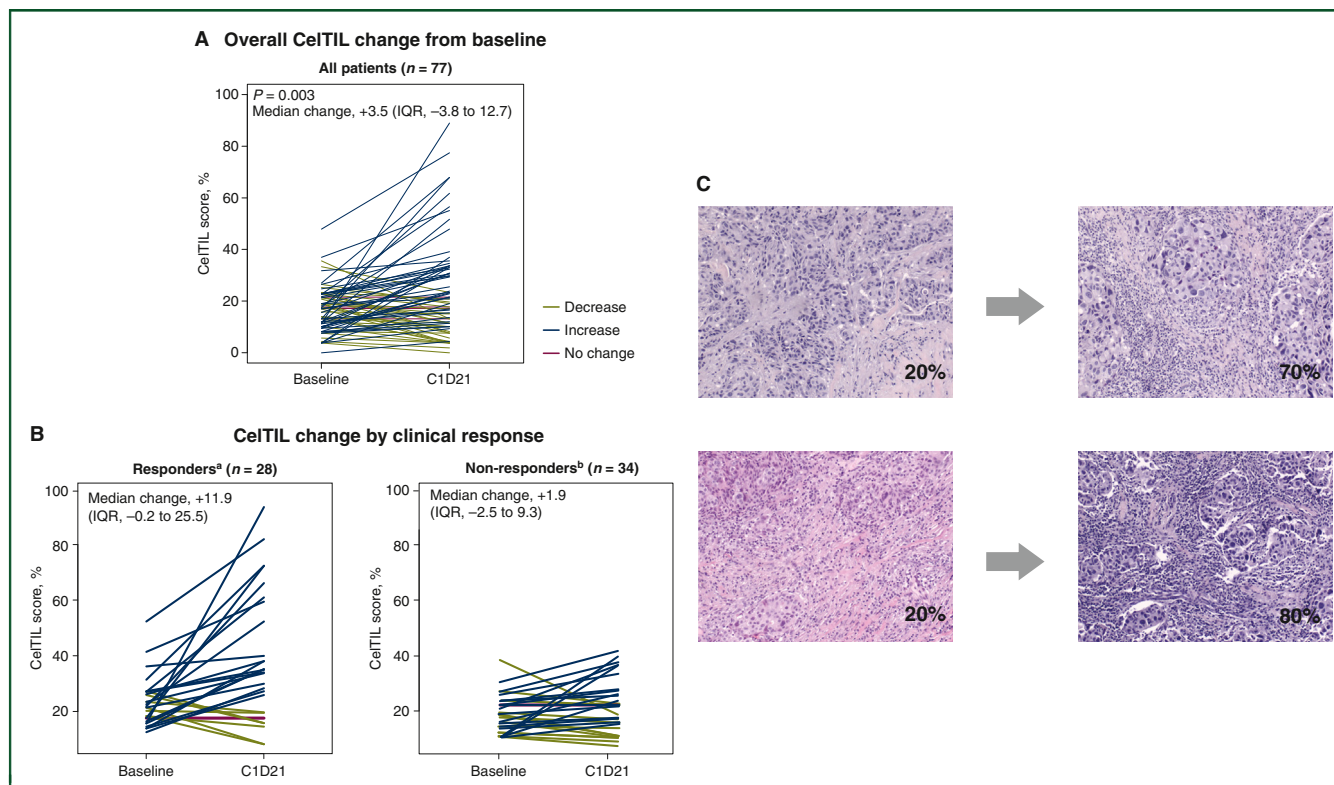 A Overall CelTIL change from baseline
All patients (n = 77)
P = 0.003
Median change, +3.5 (IQR, –3.8 to 12.7)
100
80
60
40
20
0
CelTIL score, %
Baseline
C1D21
Decrease
Increase
No change
B CelTIL change by clinical response
Respondersᵃ (n = 28)
Median change, +11.9
(IQR, –0.2 to 25.5)
100
80
60
40
20
CelTIL score, %
Baseline
C1D21
Non-respondersᵇ (n = 34)
Median change, +1.9
(IQR, –2.5 to 9.3)
100
80
60
40
20
CelTIL score, %
Baseline
C1D21
C
20%
70%
20%
80%